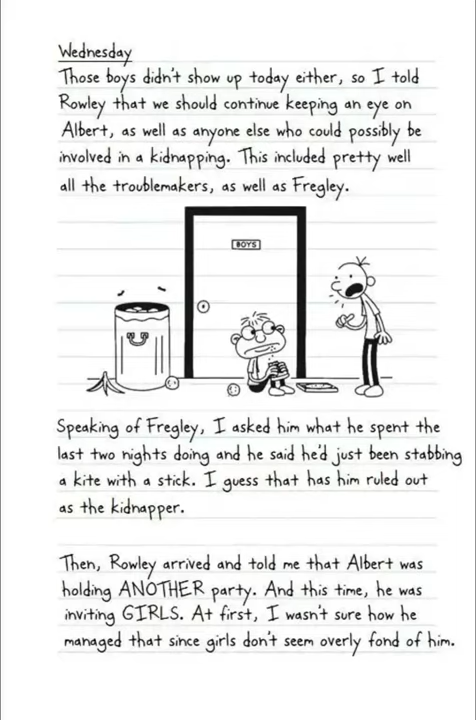 Wednesday
Those boys didn't show up today either, so I told
Rowley that we should continue keeping an eye on
Albert, as well as anyone else who could possibly be
involved in a kidnapping. This included pretty well
all the troublemakers, as well as Fregley.
BOYS
Speaking of Fregley, I asked him what he spent the
last two nights doing and he said he'd just been stabbing
a kite with a stick. I guess that has him ruled out
as the kidnapper.
Then, Rowley arrived and told me that Albert was
holding ANOTHER party. And this time, he was
inviting GIRLS. At first, I wasn't sure how he
managed that since girls don't seem overly fond of him.